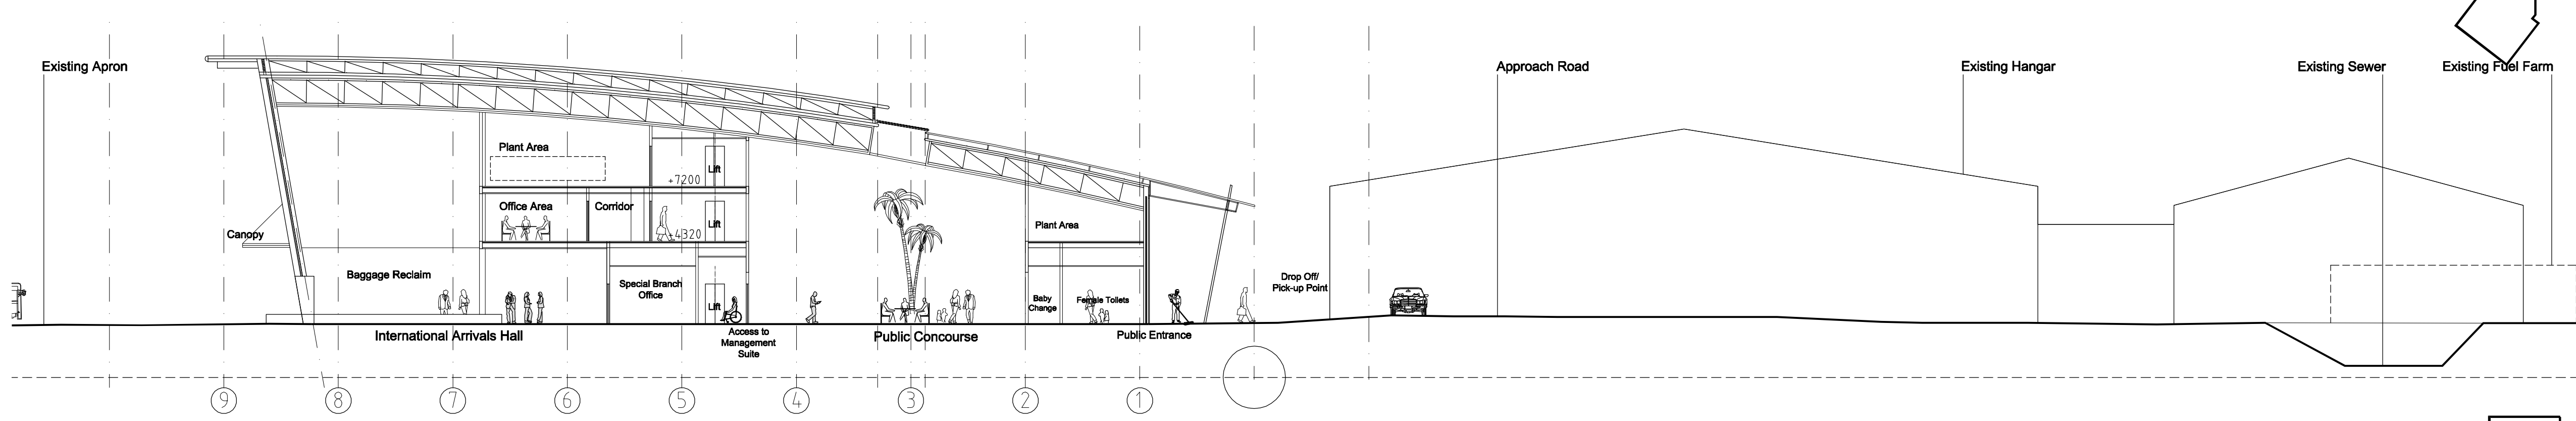 Existing Apron
Approach Road
Existing Hangar
Existing Sewer
Existing Fuel Farm
Plant Area
Lift
+7200
Office Area
Corridor
Lift
+4320
Canopy
Plant Area
Baggage Reclaim
Special Branch
Office
Lift
Baby
Change
Female Toilets
Drop Off/
Pick-up Point
International Arrivals Hall
Access to
Management
Suite
Public Concourse
Public Entrance
9
8
7
6
5
4
3
2
1